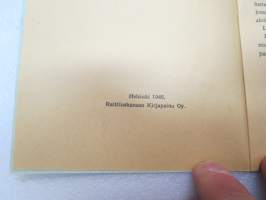 Helsinki 1946.
Raittiuskansan Kirjapaino Oy.